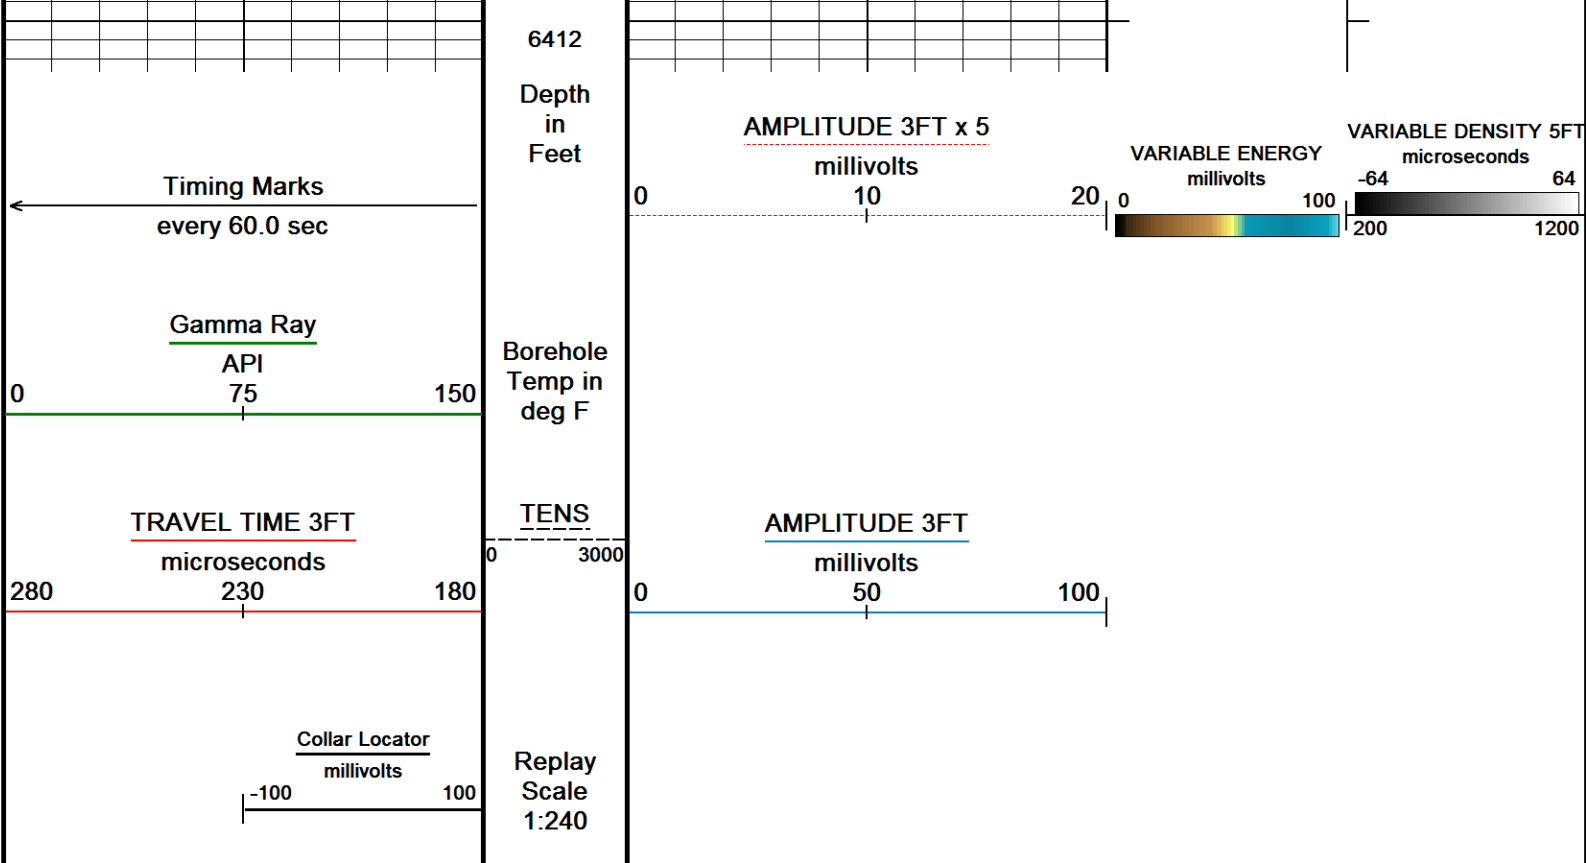 6412
Depth
in
Feet
Timing Marks
every 60.0 sec
AMPLITUDE 3FT x 5
millivolts
0 10 20
VARIABLE ENERGY
millivolts
0 100
VARIABLE DENSITY 5FT
microseconds
-64 64
200 1200
Gamma Ray
API
0 75 150
Borehole
Temp in
deg F
TRAVEL TIME 3FT
microseconds
280 230 180
TENS
0 3000
AMPLITUDE 3FT
millivolts
0 50 100
Collar Locator
millivolts
-100 100
Replay
Scale
1:240